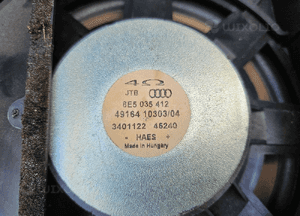 4Ω
JTB
8E5 035 412
49164 10303/04
3401122 45240
HAES
Made in Hungary